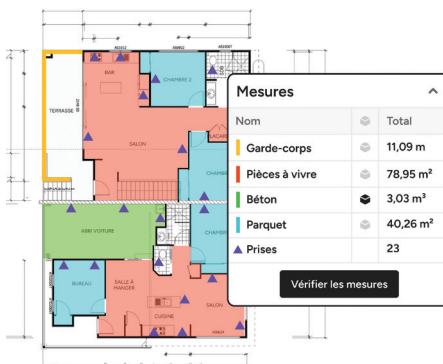 BAR
CHAMBRE 2
TERRASSE
SALON
PLACARD
CHAMB
ABRI VOITURE
CHAMB
BUREAU
SALLE À
MANGER
SALON
CUISINE
Mesures
Nom
Total
Garde-corps
11,09 m
Pièces à vivre
78,95 m²
Béton
3,03 m³
Parquet
40,26 m²
Prises
23
Vérifier les mesures